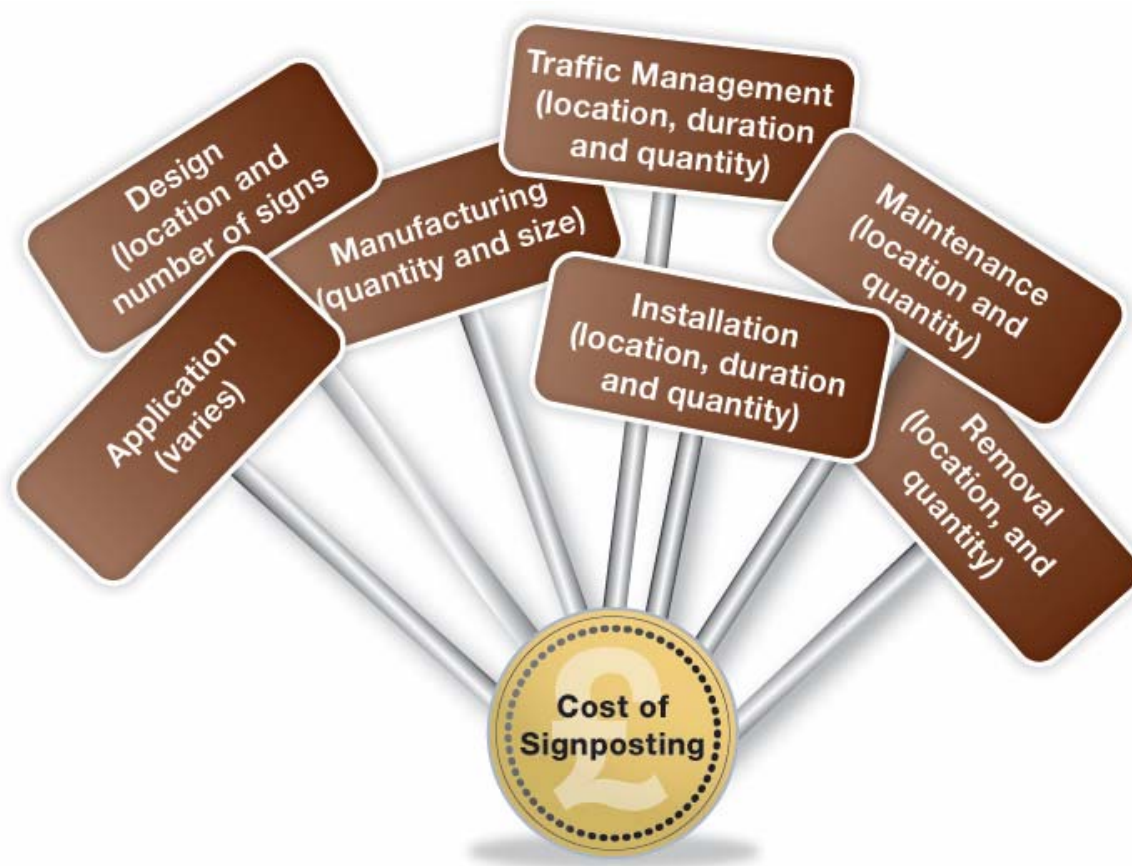 Traffic Management
(location, duration
and quantity)
Design
(location and
number of signs
Manufacturing
(quantity and size)
Maintenance
(location and
quantity)
Application
(varies)
Installation
(location, duration
and quantity)
Removal
(location, and
quantity)
£
Cost of
Signposting